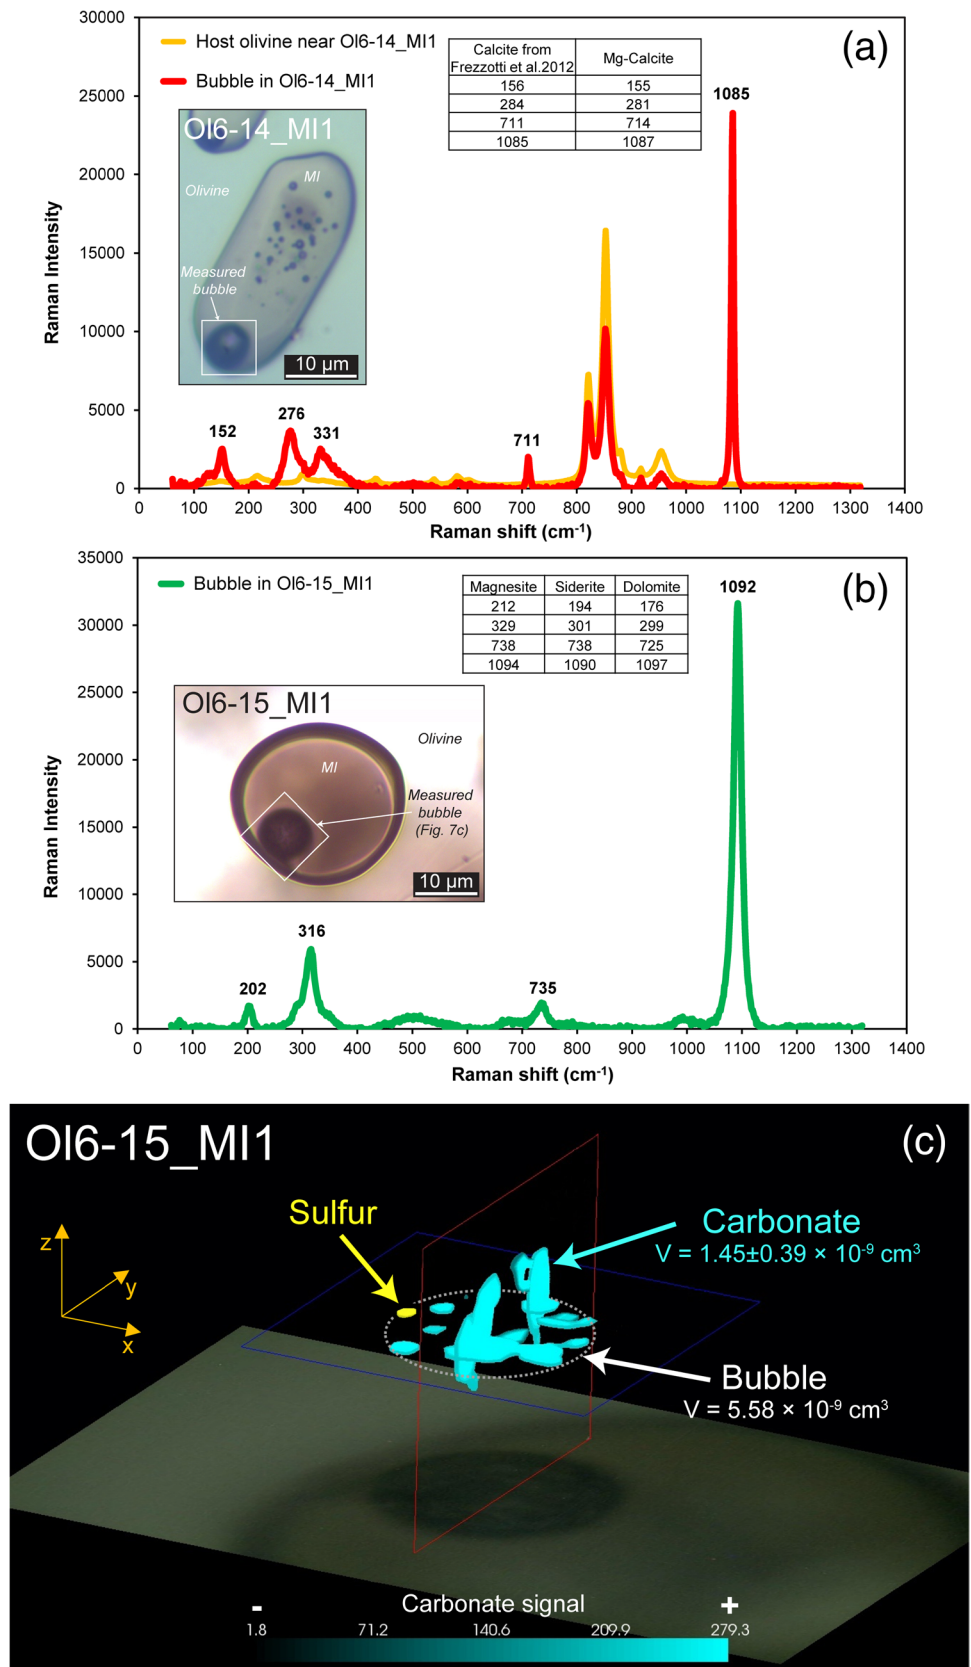 (a)
Host olivine near Ol6-14_MI1
Bubble in Ol6-14_MI1
Calcite from Frezzotti et al.2012 Mg-Calcite
156 155
284 281
711 714
1085 1087
Ol6-14_MI1
MI
Olivine
Measured
bubble
10 µm
152
276
331
711
1085
Raman Intensity
30000
25000
20000
15000
10000
5000
0
0 100 200 300 400 500 600 700 800 900 1000 1100 1200 1300 1400
Raman shift (cm-1)
(b)
Bubble in Ol6-15_MI1
Magnesite Siderite Dolomite
212 194 176
329 301 299
738 738 725
1094 1090 1097
Ol6-15_MI1
Olivine
MI
Measured
bubble
(Fig. 7c)
10 µm
202
316
735
1092
Raman Intensity
35000
30000
25000
20000
15000
10000
5000
0
0 100 200 300 400 500 600 700 800 900 1000 1100 1200 1300 1400
Raman shift (cm-1)
Ol6-15_MI1
(c)
Sulfur
Carbonate
V = 1.45±0.39 × 10-9 cm3
z
y
x
Bubble
V = 5.58 × 10-9 cm3
- Carbonate signal +
1.8 71.2 140.6 209.9 279.3